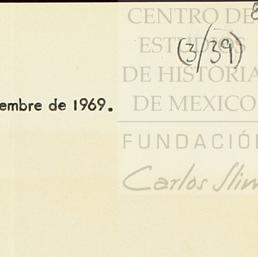 CENTRO DE
ESTUDIOS
(3/39)
DE HISTORIA
DE MEXICO
embre de 1969.
FUNDACIÓN
Carlos Slim